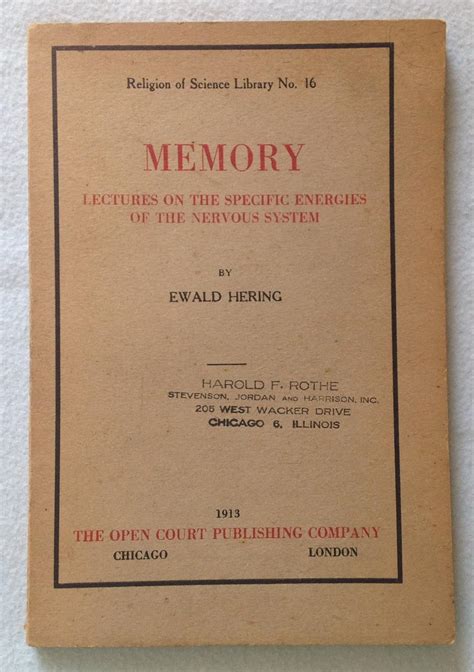 Religion of Science Library No. 16
MEMORY
LECTURES ON THE SPECIFIC ENERGIES
OF THE NERVOUS SYSTEM
BY
EWALD HERING
HAROLD F. ROTHE
STEVENSON, JORDAN AND HARRISON, INC.
205 WEST WACKER DRIVE
CHICAGO 6, ILLINOIS
1913
THE OPEN COURT PUBLISHING COMPANY
CHICAGO LONDON